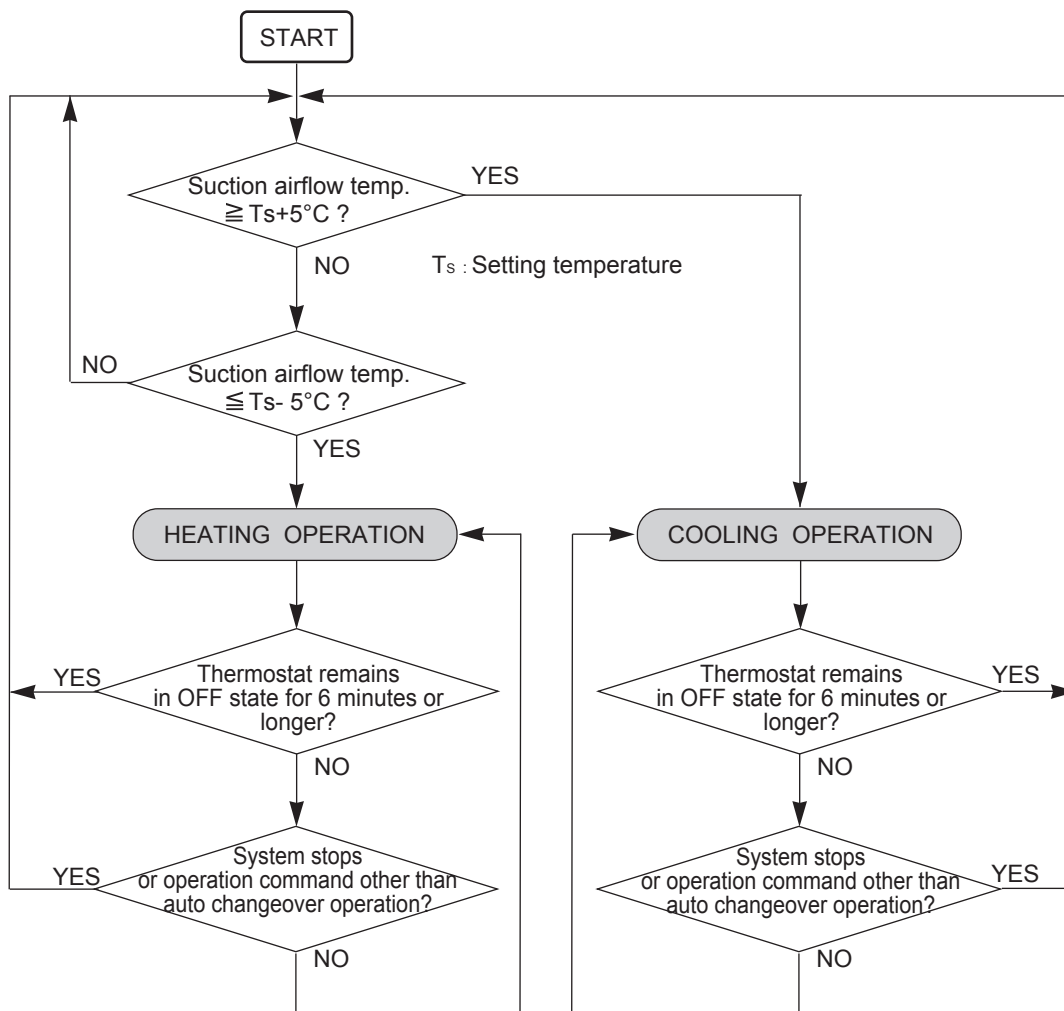 START
Suction airflow temp.
≧ Ts+5°C ?
YES
NO
Ts : Setting temperature
NO
Suction airflow temp.
≦ Ts- 5°C ?
YES
HEATING OPERATION
COOLING OPERATION
YES
Thermostat remains
in OFF state for 6 minutes or
longer?
NO
Thermostat remains
in OFF state for 6 minutes or
longer?
YES
NO
YES
System stops
or operation command other than
auto changeover operation?
NO
System stops
or operation command other than
auto changeover operation?
YES
NO